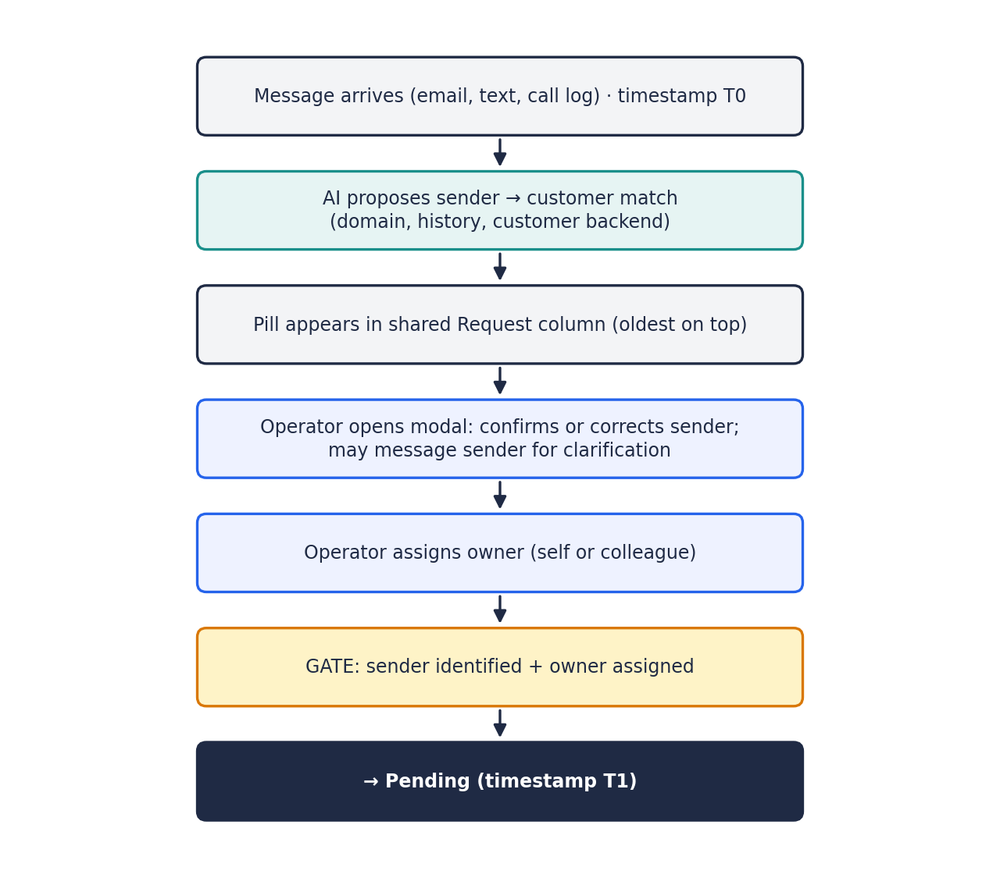 Message arrives (email, text, call log) · timestamp T0
AI proposes sender → customer match
(domain, history, customer backend)
Pill appears in shared Request column (oldest on top)
Operator opens modal: confirms or corrects sender;
may message sender for clarification
Operator assigns owner (self or colleague)
GATE: sender identified + owner assigned
→ Pending (timestamp T1)